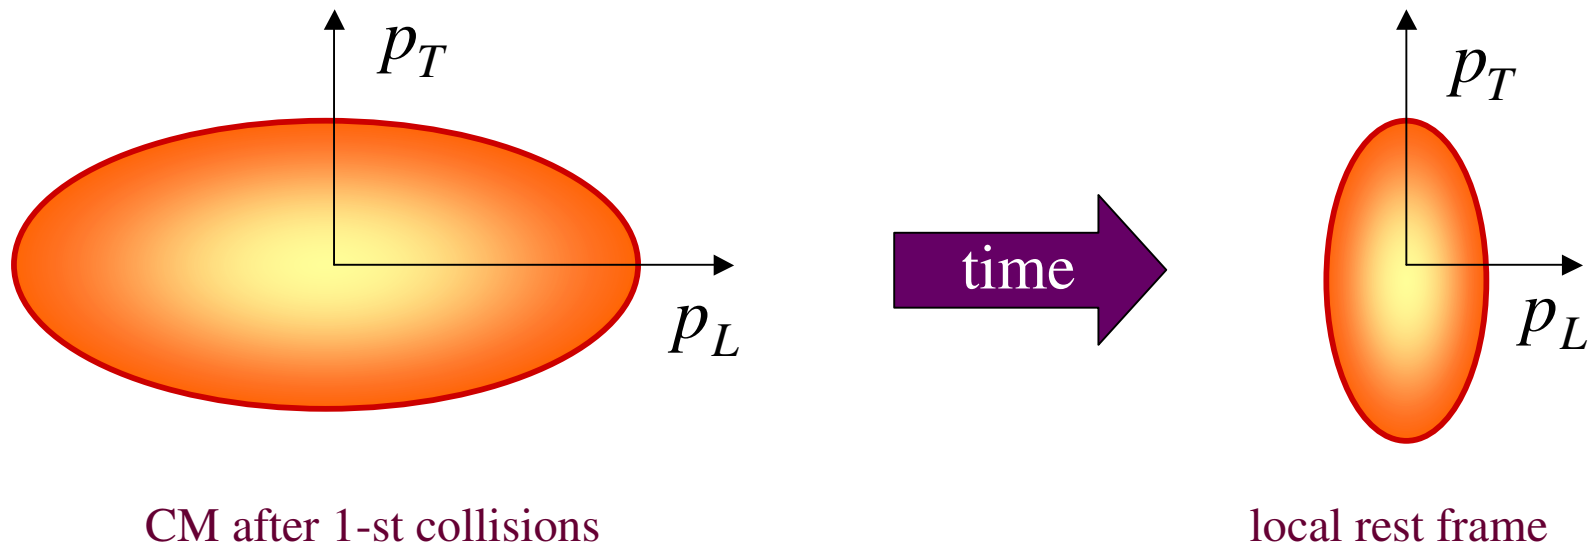 p_T
p_T
time
p_L
p_L
CM after 1-st collisions
local rest frame